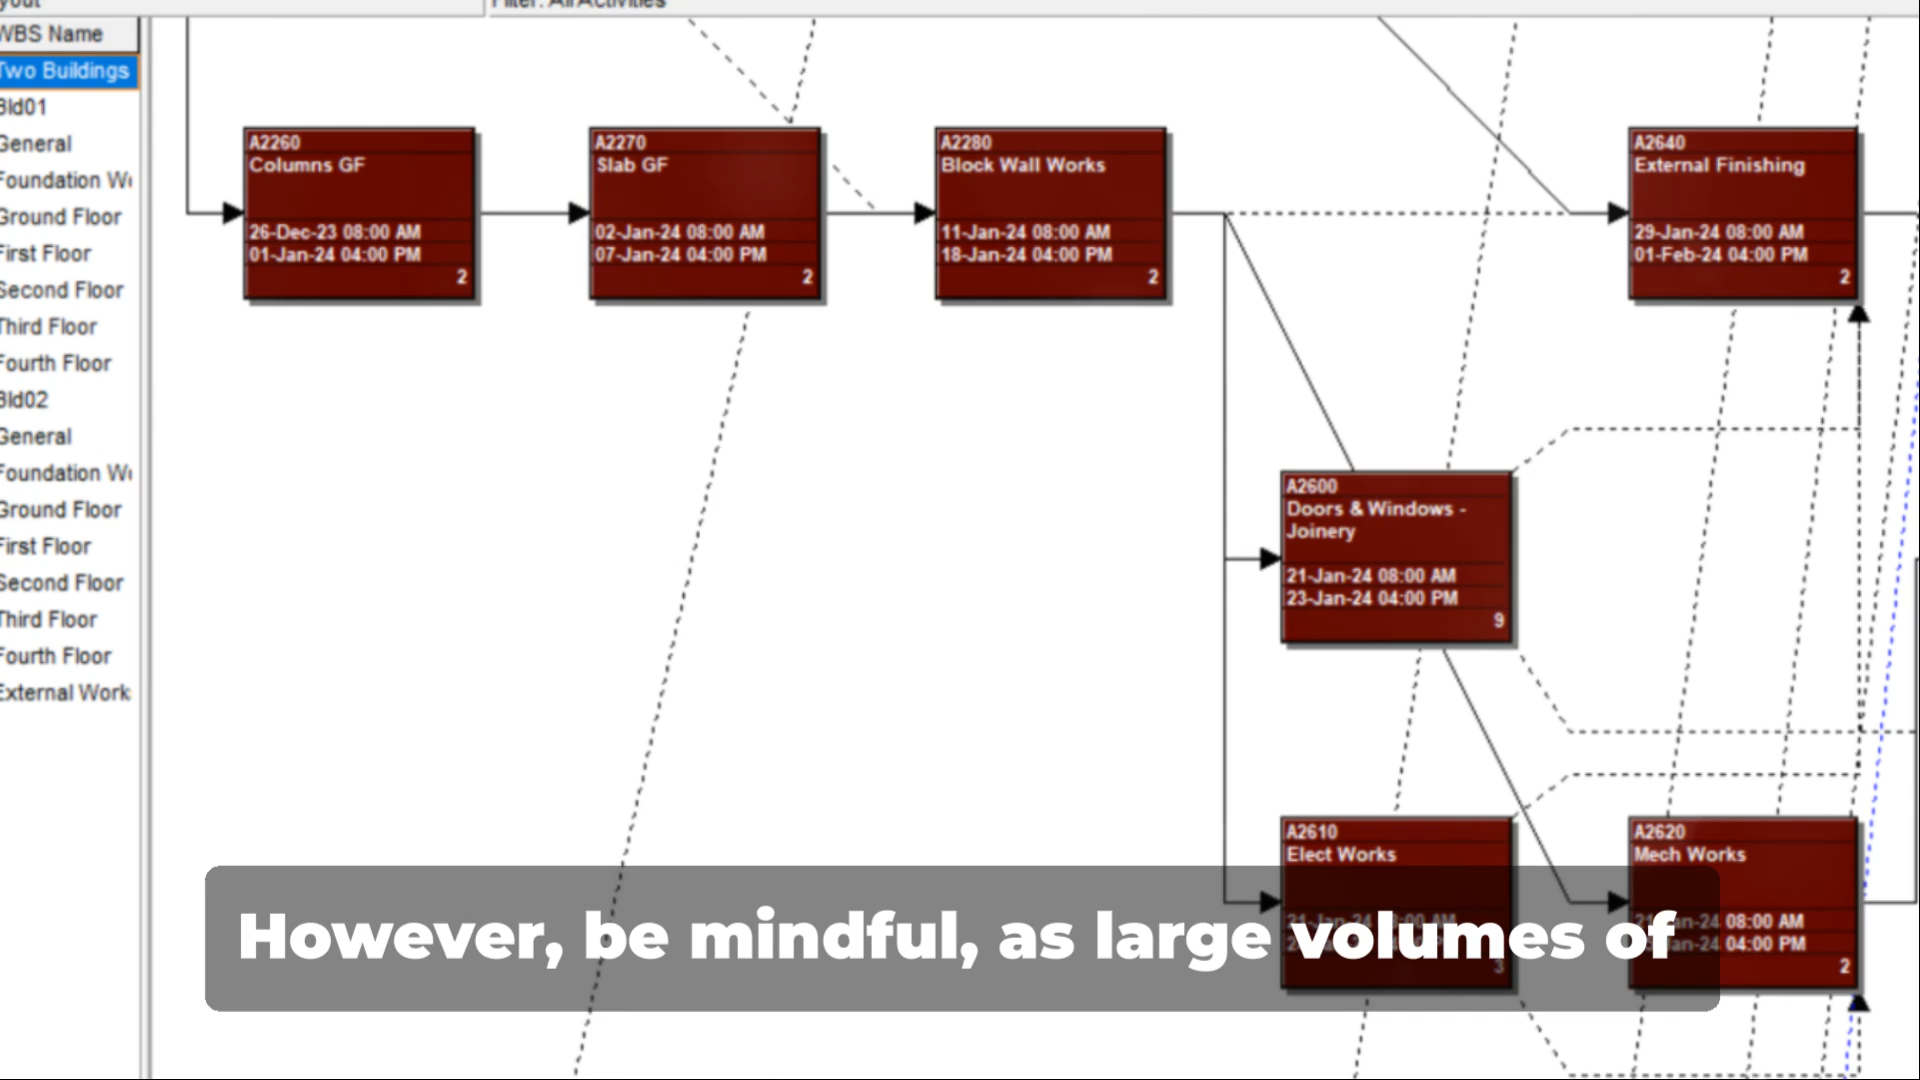 yout
Filter: All Activities
WBS Name
Two Buildings
Bld01
General
Foundation We
Ground Floor
First Floor
Second Floor
Third Floor
Fourth Floor
Bld02
General
Foundation We
Ground Floor
First Floor
Second Floor
Third Floor
Fourth Floor
External Work
A2260
Columns GF
26-Dec-23 08:00 AM
01-Jan-24 04:00 PM
2
A2270
Slab GF
02-Jan-24 08:00 AM
07-Jan-24 04:00 PM
2
A2280
Block Wall Works
11-Jan-24 08:00 AM
18-Jan-24 04:00 PM
2
A2640
External Finishing
29-Jan-24 08:00 AM
01-Feb-24 04:00 PM
2
A2600
Doors & Windows -
Joinery
21-Jan-24 08:00 AM
23-Jan-24 04:00 PM
9
A2610
Elect Works
3
A2620
Mech Works
08:00 AM
04:00 PM
2
However, be mindful, as large volumes of